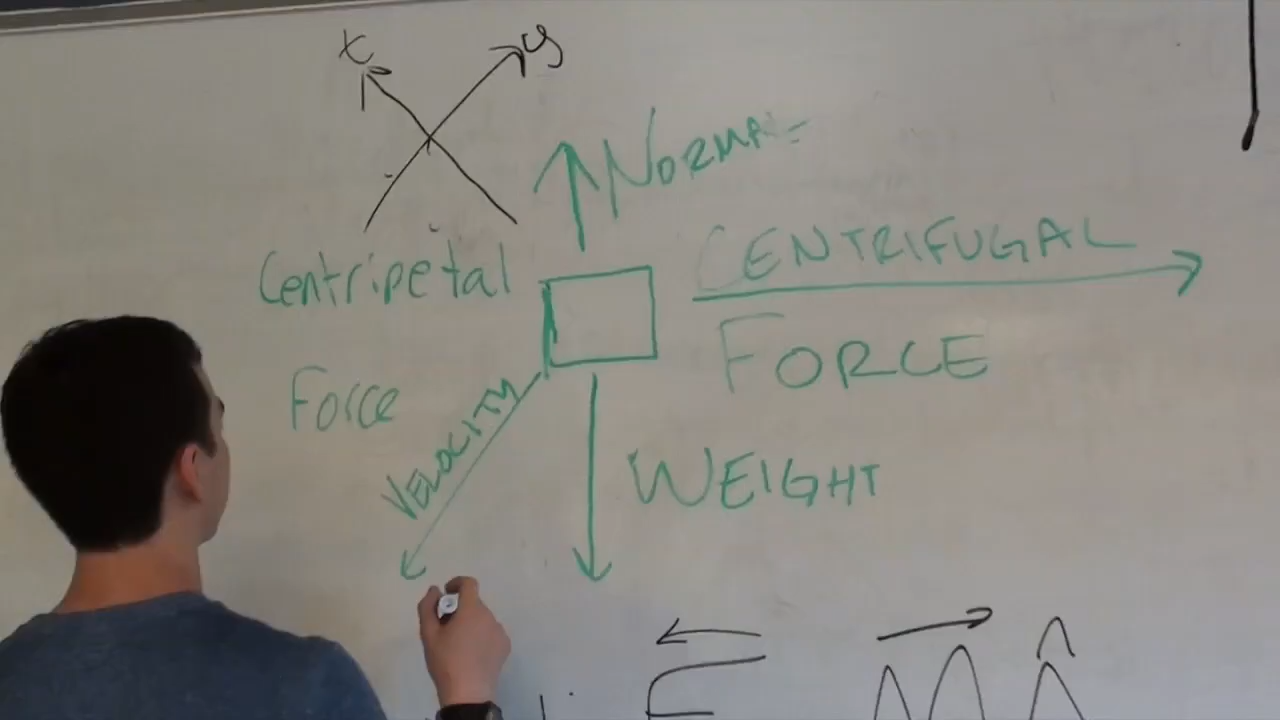 x y
NORMAL
Centripetal
CENTRIFUGAL
Force
FORCE
VELOCITY
WEIGHT
F M A